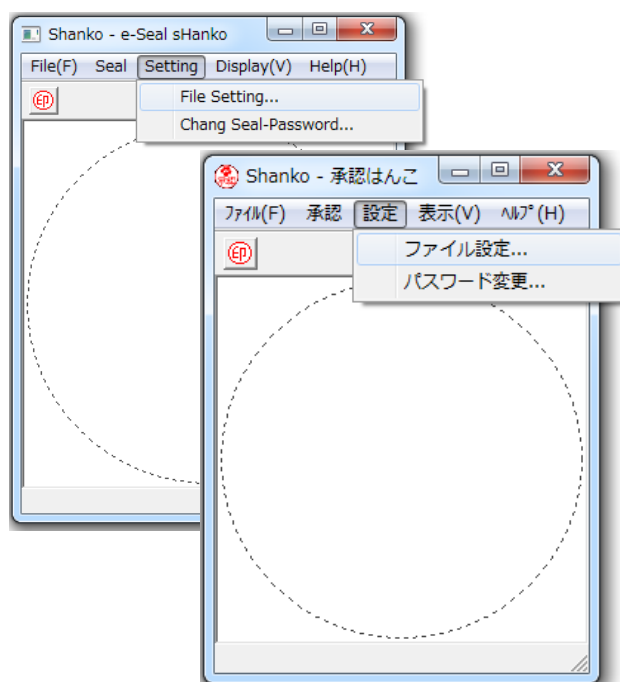 Shanko - e-Seal sHanko
File(F) Seal Setting Display(V) Help(H)
印
File Setting...
Chang Seal-Password...
Shanko - 承認はんこ
ﾌｧｲﾙ(F) 承認 設定 表示(V) ﾍﾙﾌﾟ(H)
印
ファイル設定...
パスワード変更...